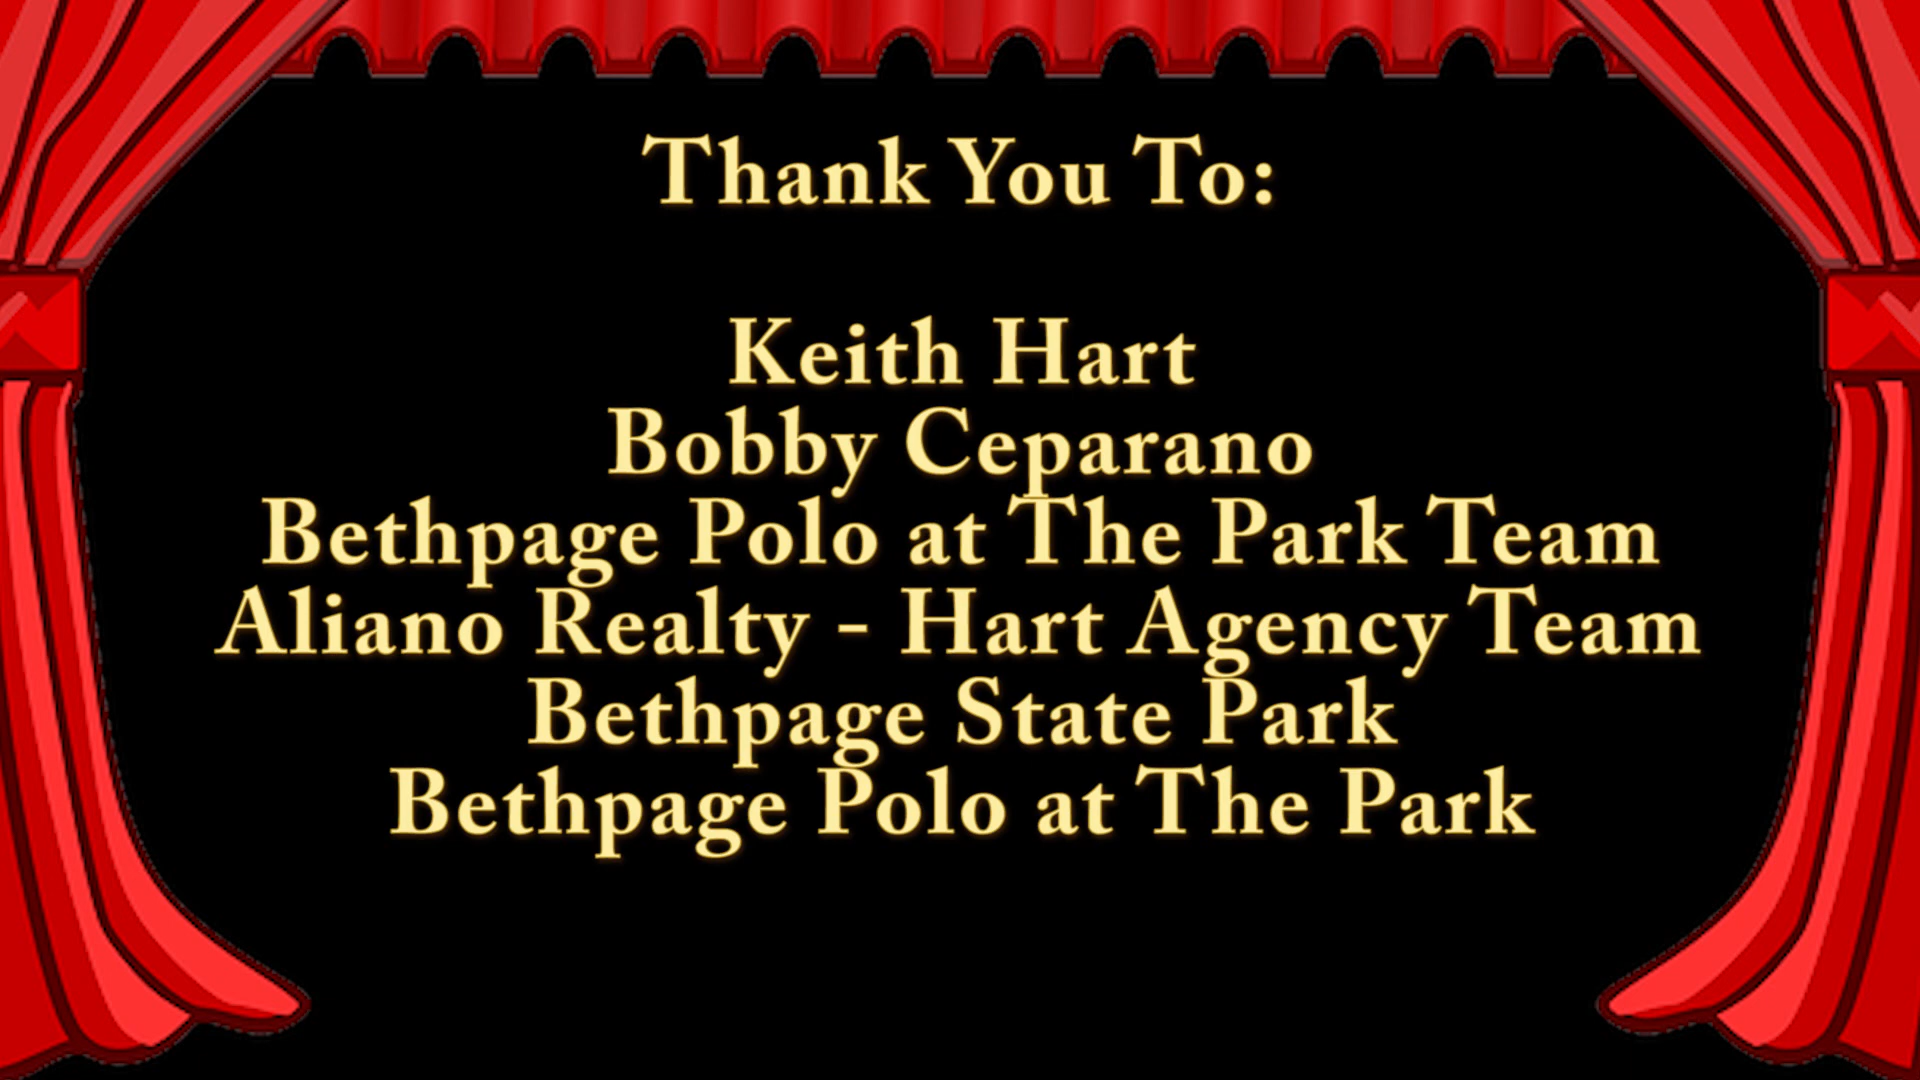 Thank You To:
Keith Hart
Bobby Ceparano
Bethpage Polo at The Park Team
Aliano Realty - Hart Agency Team
Bethpage State Park
Bethpage Polo at The Park